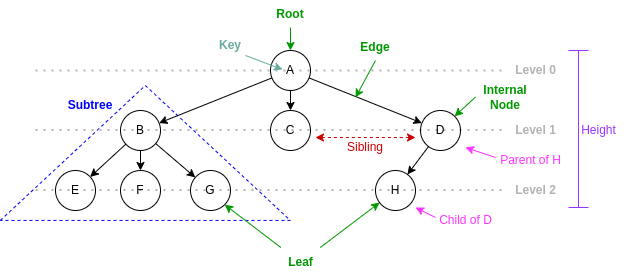 Root
Key
Edge
A
Level 0
Internal
Node
Subtree
B
C
D
Level 1
Height
Sibling
Parent of H
E
F
G
H
Level 2
Child of D
Leaf